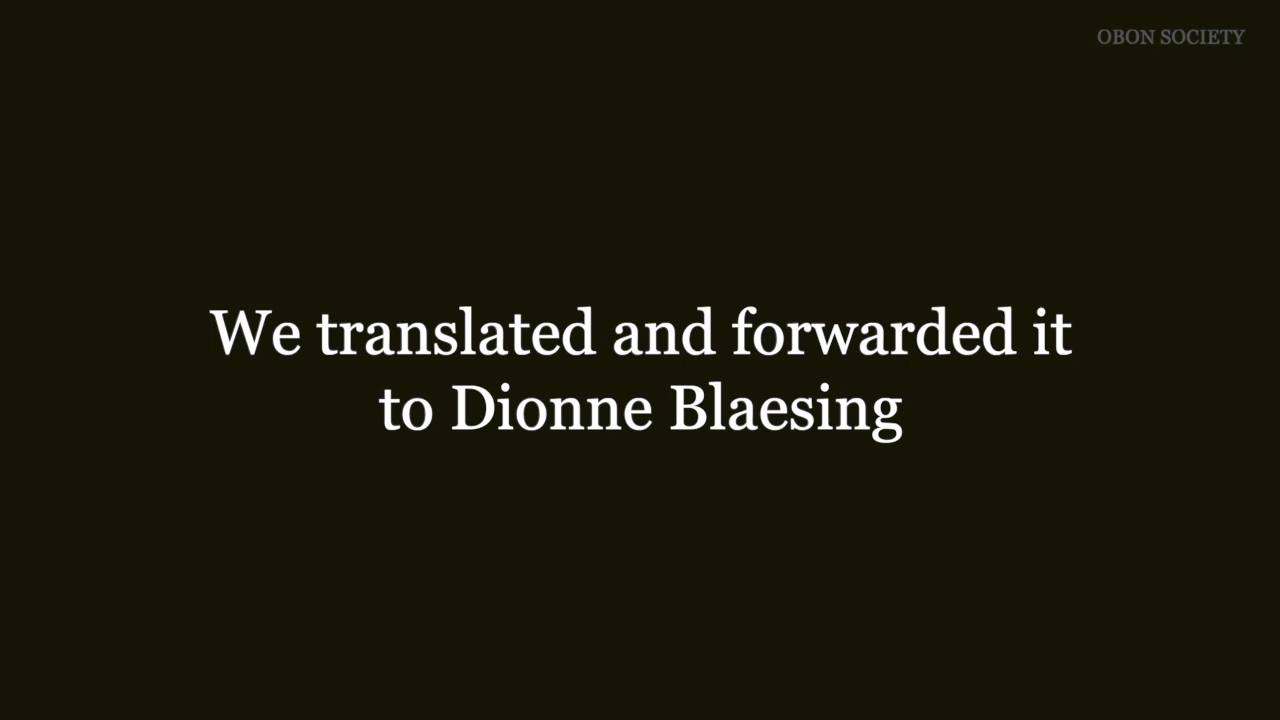 OBON SOCIETY
We translated and forwarded it
to Dionne Blaesing